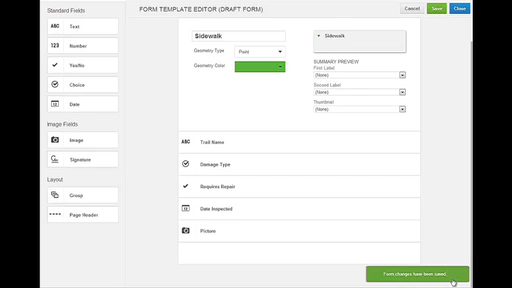 FORM TEMPLATE EDITOR (DRAFT FORM)
Cancel
Save
Close
Standard Fields
ABC Text
123 Number
Yes/No
Choice
Date
Image Fields
Image
Signature
Layout
Group
Page Header
Sidewalk
Geometry Type
Point
Geometry Color
Sidewalk
SUMMARY PREVIEW
First Label
(None)
Second Label
(None)
Thumbnail
(None)
ABC Trail Name
Damage Type
Requires Repair
Date Inspected
Picture
Form changes have been saved.